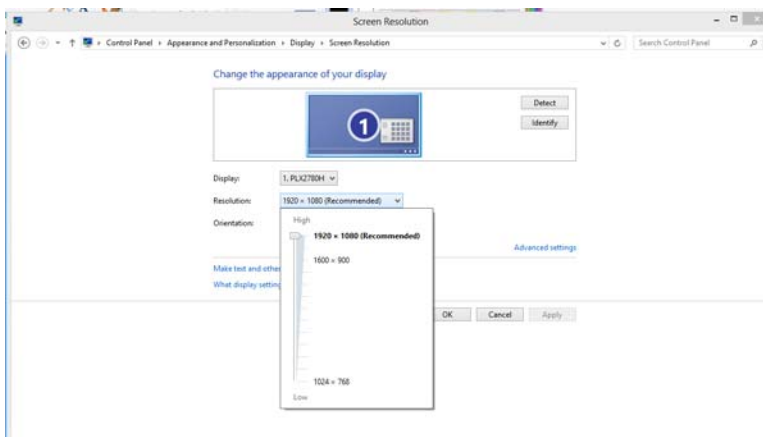 Screen Resolution
Control Panel › Appearance and Personalization › Display › Screen Resolution
Search Control Panel
Change the appearance of your display
1
Detect
Identify
Display: 1. PLX2780H
Resolution: 1920 × 1080 (Recommended)
Orientation:
High
1920 × 1080 (Recommended)
1600 × 900
Advanced settings
Make text and other
What display setting
OK Cancel Apply
1024 × 768
Low